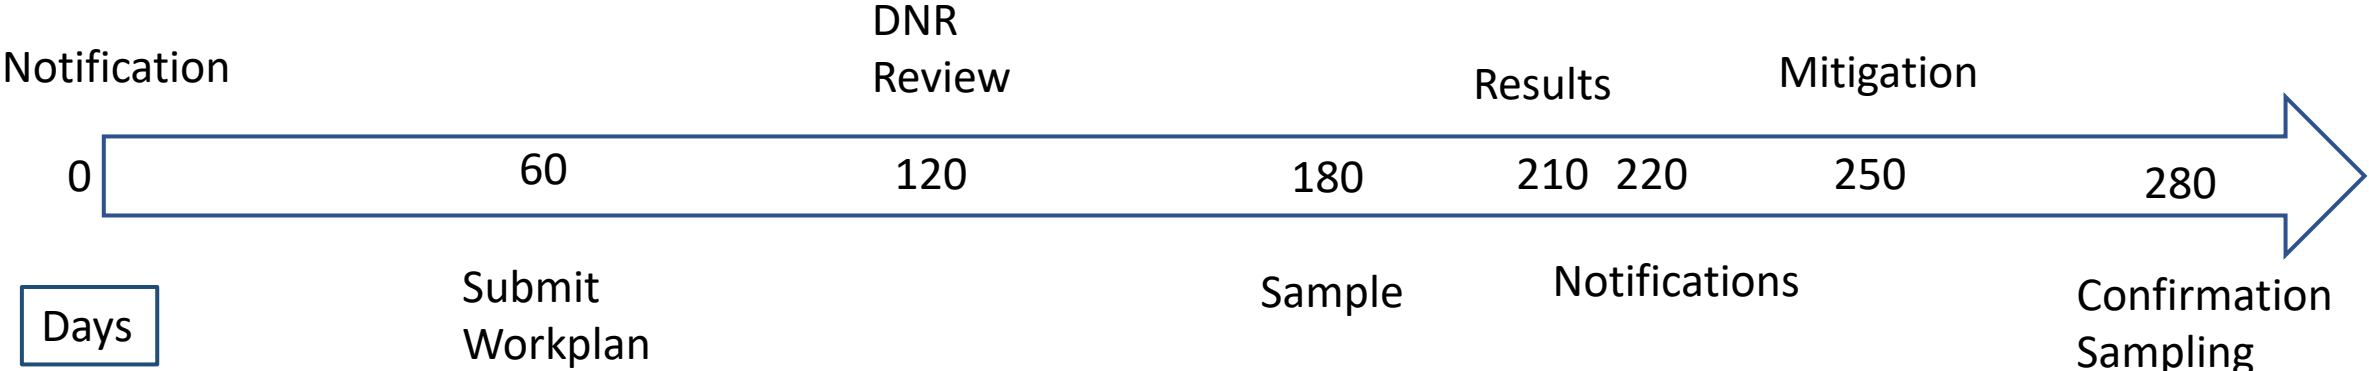 DNR
Review
Notification
Results
Mitigation
0 60 120 180 210 220 250 280
Submit
Workplan
Sample
Notifications
Confirmation
Sampling
Days